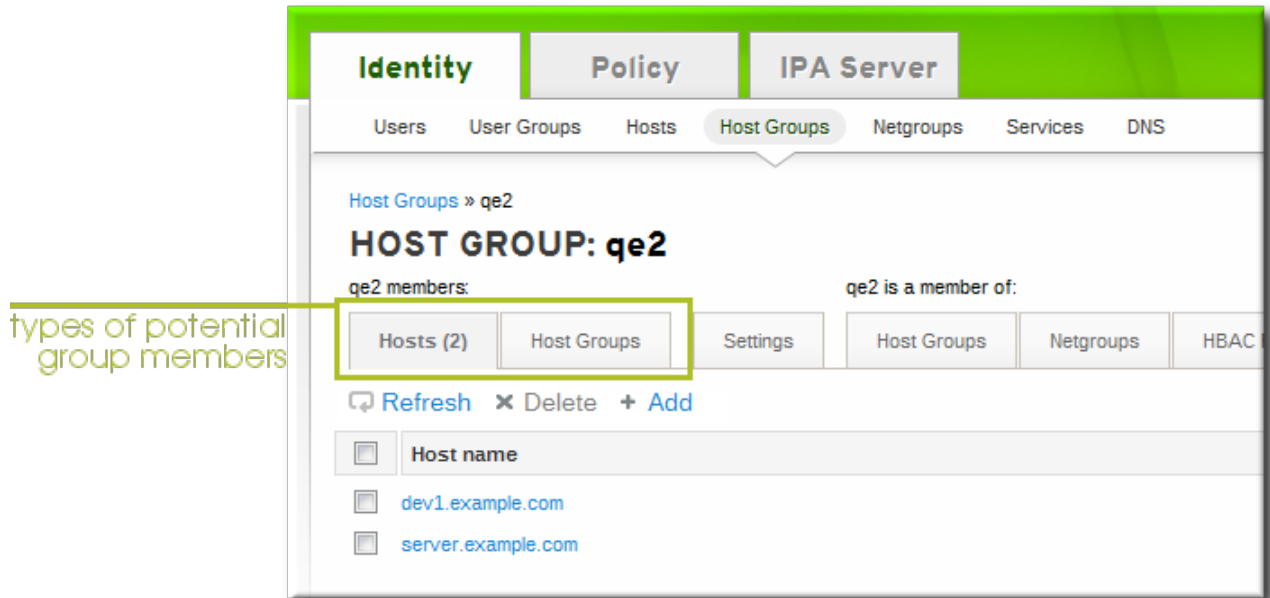 Identity Policy IPA Server
Users User Groups Hosts Host Groups Netgroups Services DNS
Host Groups » qe2
HOST GROUP: qe2
qe2 members: qe2 is a member of:
types of potential
group members
Hosts (2) Host Groups Settings Host Groups Netgroups HBAC
Refresh Delete + Add
Host name
dev1.example.com
server.example.com